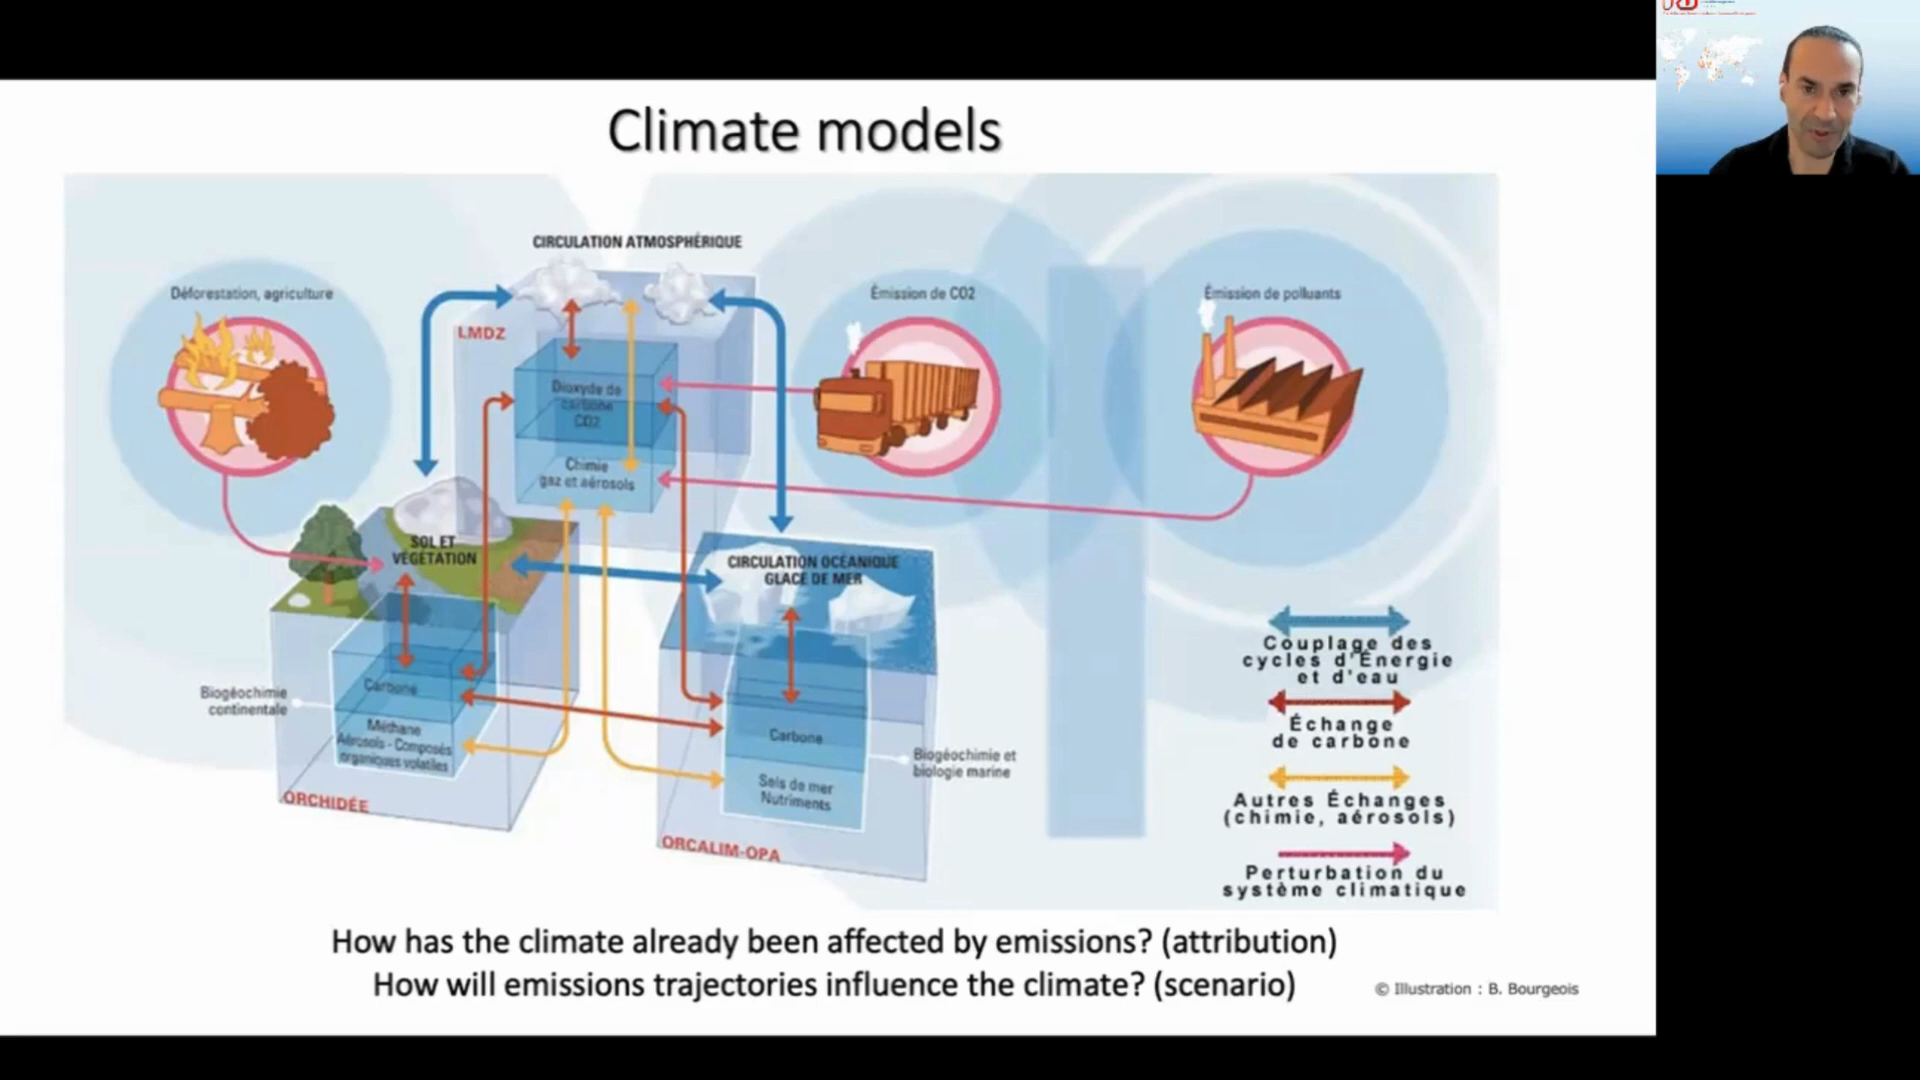 Climate models
CIRCULATION ATMOSPHÉRIQUE
Déforestation, agriculture
Émission de CO2
Émission de polluants
LMDZ
Dioxyde de
carbone
CO2
Chimie
gaz et aérosols
SOL ET
VÉGÉTATION
CIRCULATION OCÉANIQUE
GLACE DE MER
Biogéochimie
continentale
Carbone
Méthane
Aérosols - Composés
organiques volatiles
ORCHIDÉE
Carbone
Sels de mer
Nutriments
Biogéochimie et
biologie marine
ORCALIM-OPA
Couplage des
cycles d'Énergie
et d'eau
Échange
de carbone
Autres Échanges
(chimie, aérosols)
Perturbation du
système climatique
How has the climate already been affected by emissions? (attribution)
How will emissions trajectories influence the climate? (scenario)
© Illustration : B. Bourgeois